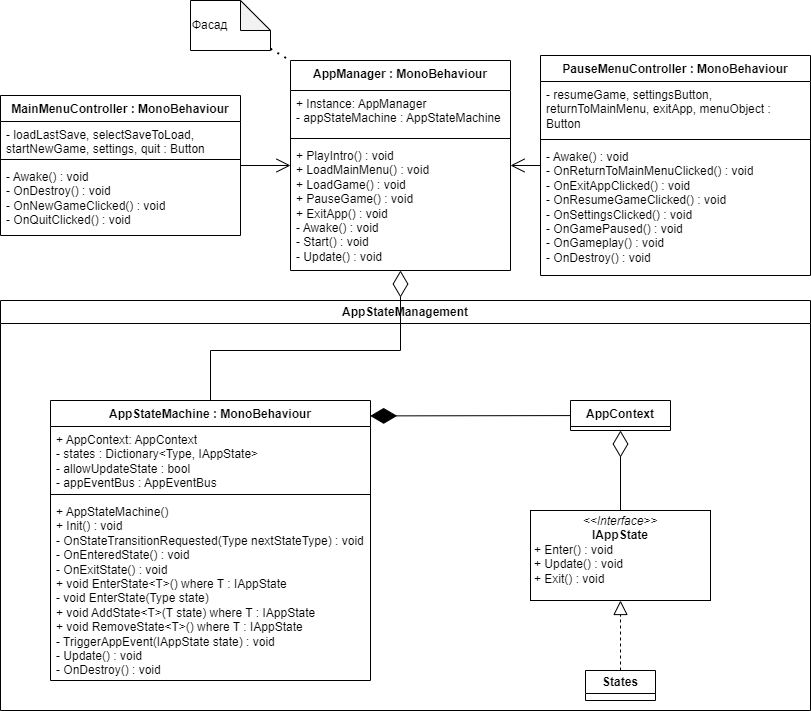 Фасад
AppManager : MonoBehaviour
+ Instance: AppManager
- appStateMachine : AppStateMachine
+ PlayIntro() : void
+ LoadMainMenu() : void
+ LoadGame() : void
+ PauseGame() : void
+ ExitApp() : void
- Awake() : void
- Start() : void
- Update() : void
PauseMenuController : MonoBehaviour
- resumeGame, settingsButton,
returnToMainMenu, exitApp, menuObject :
Button
- Awake() : void
- OnReturnToMainMenuClicked() : void
- OnExitAppClicked() : void
- OnResumeGameClicked() : void
- OnSettingsClicked() : void
- OnGamePaused() : void
- OnGameplay() : void
- OnDestroy() : void
MainMenuController : MonoBehaviour
- loadLastSave, selectSaveToLoad,
startNewGame, settings, quit : Button
- Awake() : void
- OnDestroy() : void
- OnNewGameClicked() : void
- OnQuitClicked() : void
AppStateManagement
AppStateMachine : MonoBehaviour
+ AppContext: AppContext
- states : Dictionary<Type, IAppState>
- allowUpdateState : bool
- appEventBus : AppEventBus
+ AppStateMachine()
+ Init() : void
- OnStateTransitionRequested(Type nextStateType) : void
- OnEnteredState() : void
- OnExitState() : void
+ void EnterState<T>() where T : IAppState
- void EnterState(Type state)
+ void AddState<T>(T state) where T : IAppState
+ void RemoveState<T>() where T : IAppState
- TriggerAppEvent(IAppState state) : void
- Update() : void
- OnDestroy() : void
AppContext
<<Interface>>
IAppState
+ Enter() : void
+ Update() : void
+ Exit() : void
States